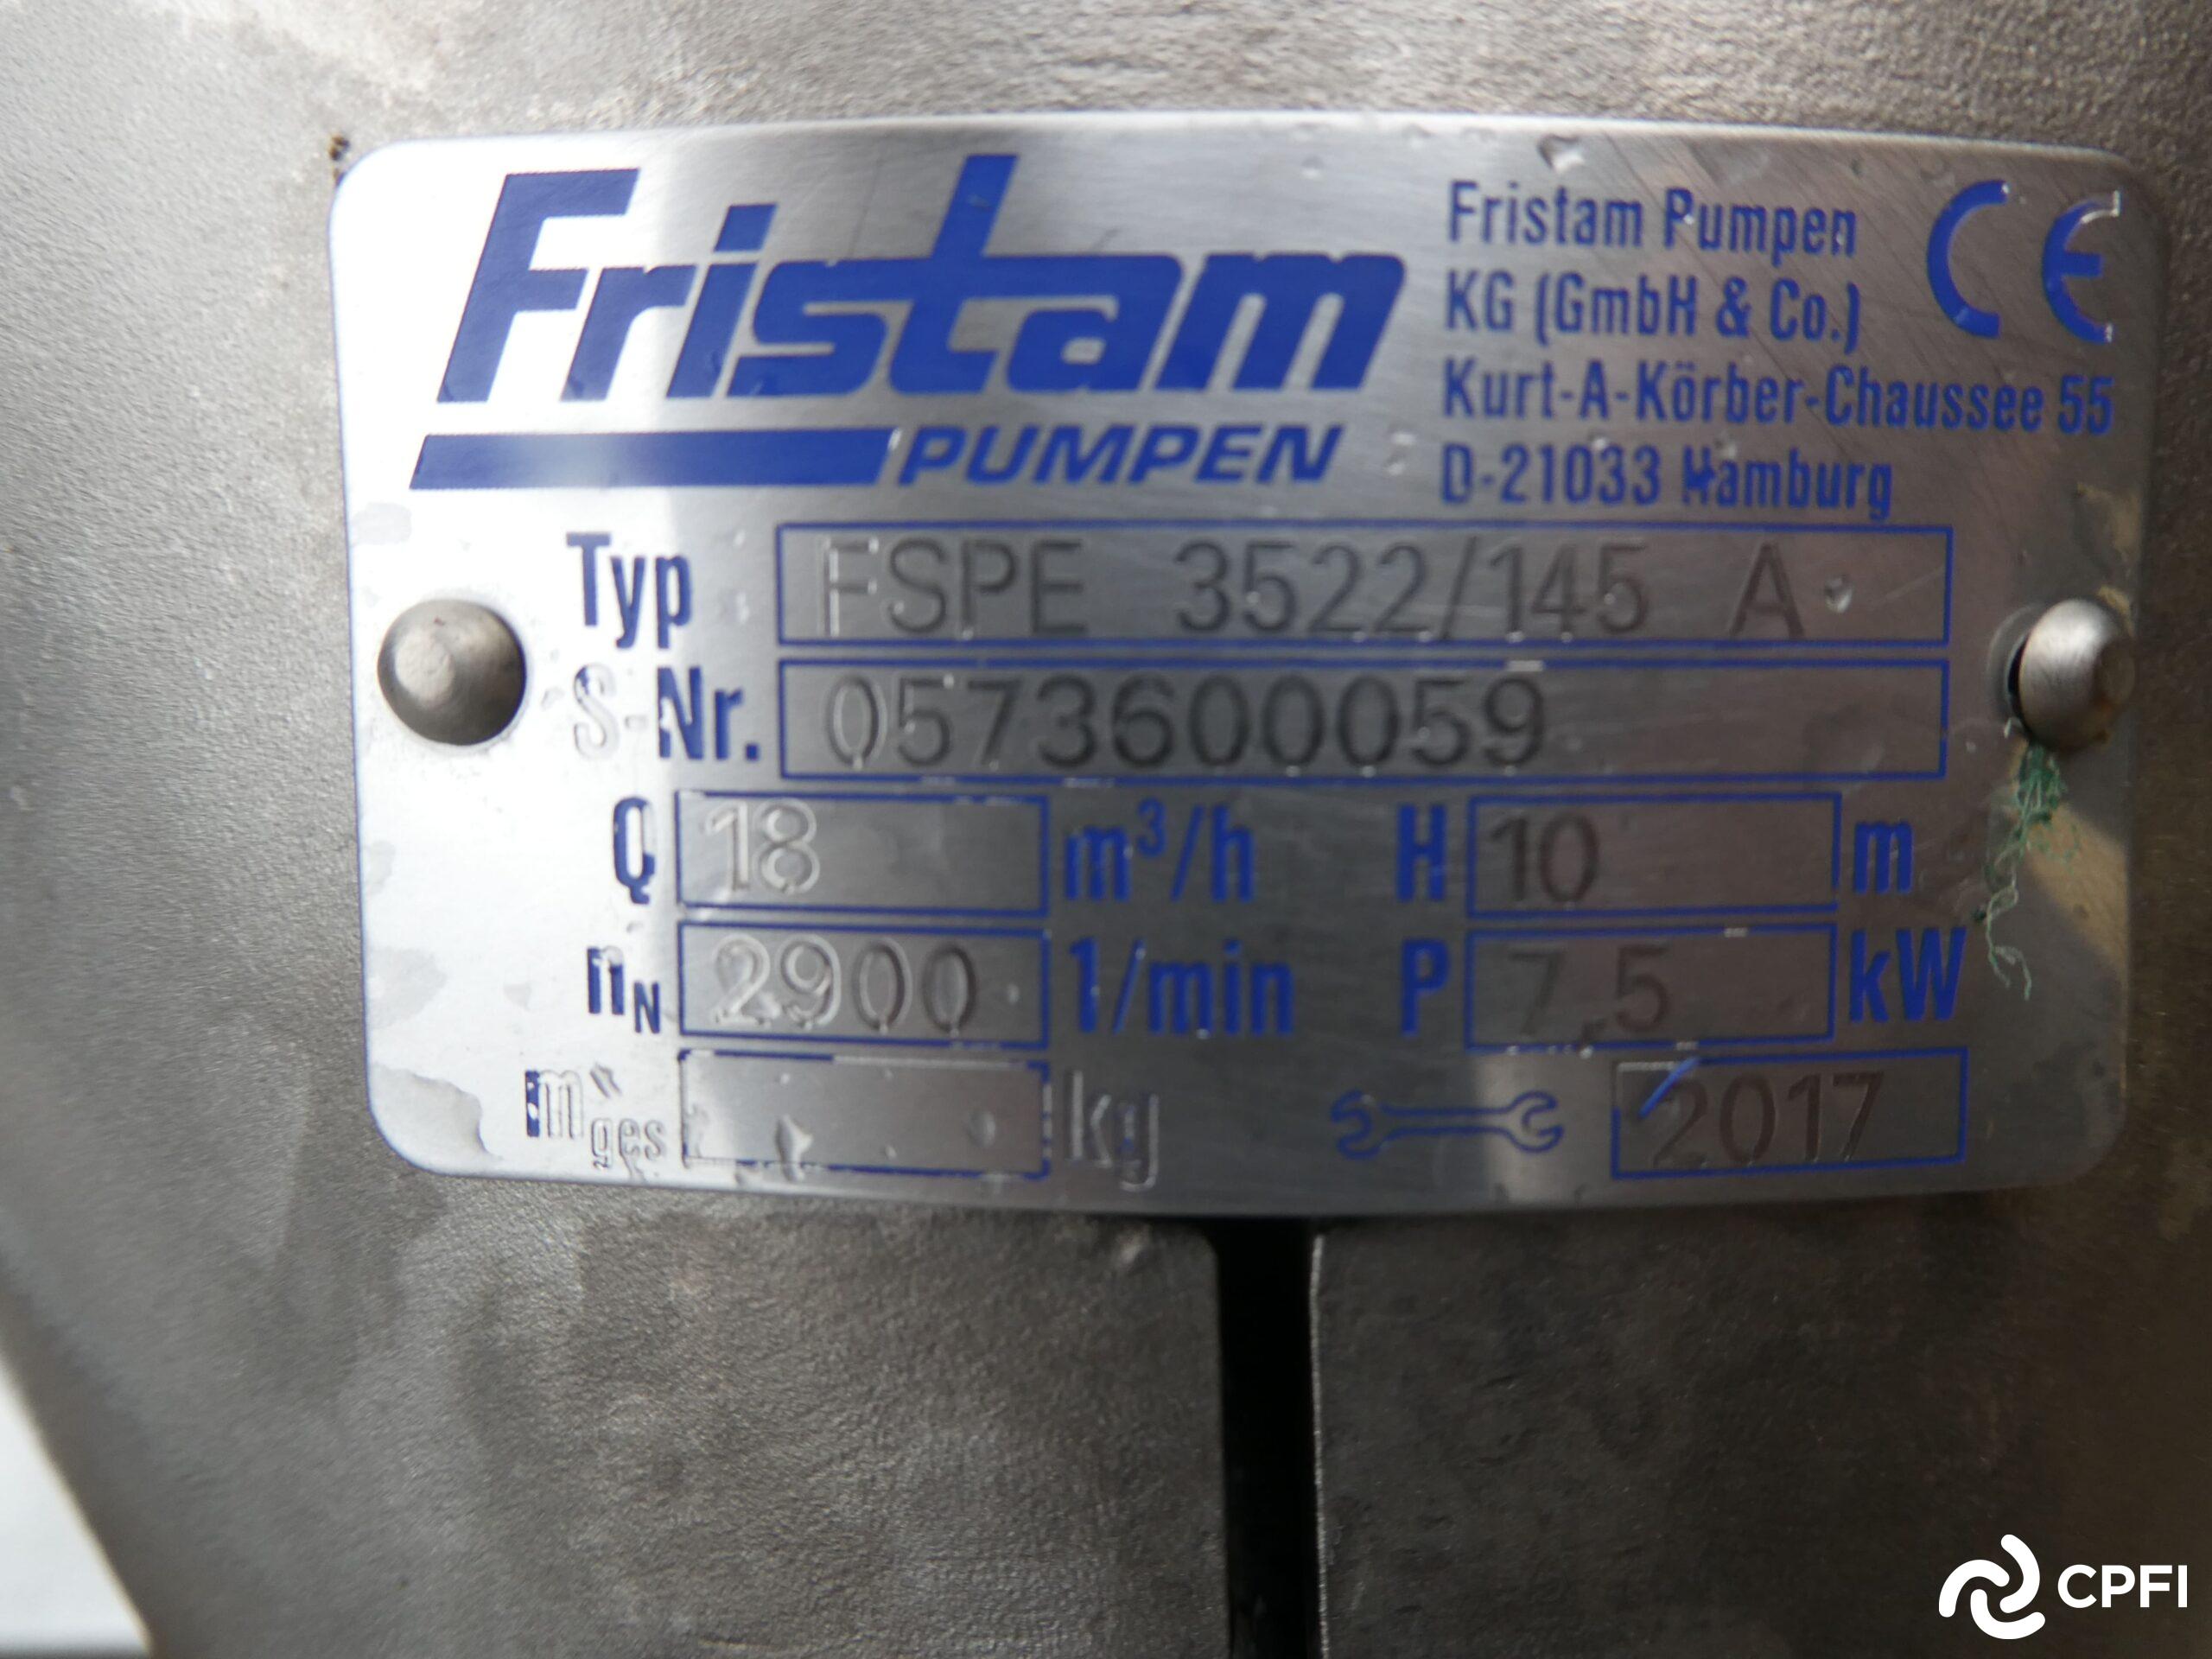 Fristam
PUMPEN
Fristam Pumpen
KG (GmbH & Co.)
Kurt-A-Körber-Chaussee 55
D-21033 Hamburg
CE
Typ FSPE 3522/145 A
S-Nr. 0573600059
Q 18 m³/h H 10 m
nN 2900 1/min P 7,5 kW
mges kg 2017
CPFI